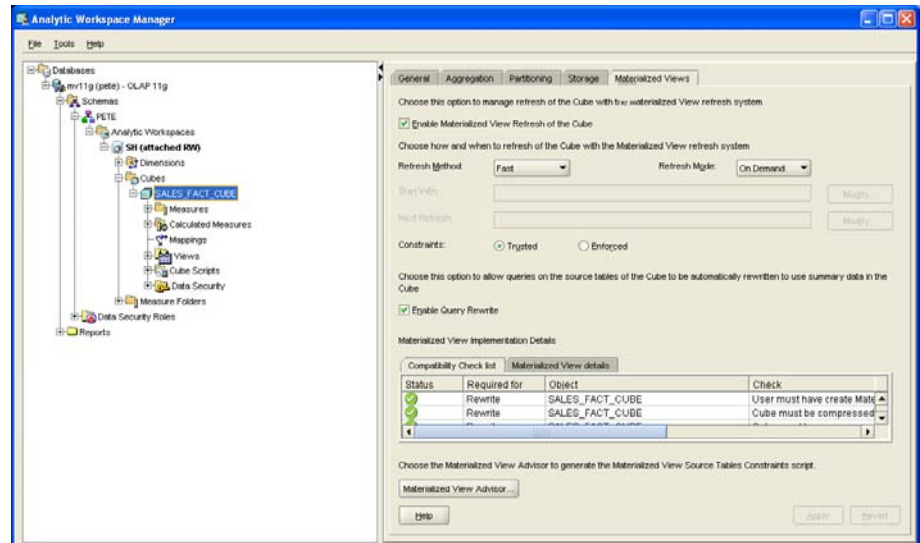 Analytic Workspace Manager
File Tools Help
Databases
mv11g (pete) - OLAP 11g
Schemas
PETE
Analytic Workspaces
SH (attached RW)
Dimensions
Cubes
SALES_FACT_CUBE
Measures
Calculated Measures
Mappings
Views
Cube Scripts
Data Security
Measure Folders
Data Security Roles
Reports
General Aggregation Partitioning Storage Materialized Views
Choose this option to manage refresh of the Cube with materialized View refresh system
Enable Materialized View Refresh of the Cube
Choose how and when to refresh of the Cube with the Materialized View refresh system
Refresh Method: Fast Refresh Mode: On Demand
Start With: Modify...
Next Refresh: Modify...
Constraints: Trusted Enforced
Choose this option to allow queries on the source tables of the Cube to be automatically rewritten to use summary data in the
Cube
Enable Query Rewrite
Materialized View Implementation Details
Compatibility Check list Materialized View details
Status Required for Object Check
Rewrite SALES_FACT_CUBE User must have create Mate
Rewrite SALES_FACT_CUBE Cube must be compressed
Choose the Materialized View Advisor to generate the Materialized View Source Tables Constraints script.
Materialized View Advisor...
Help Apply Revert